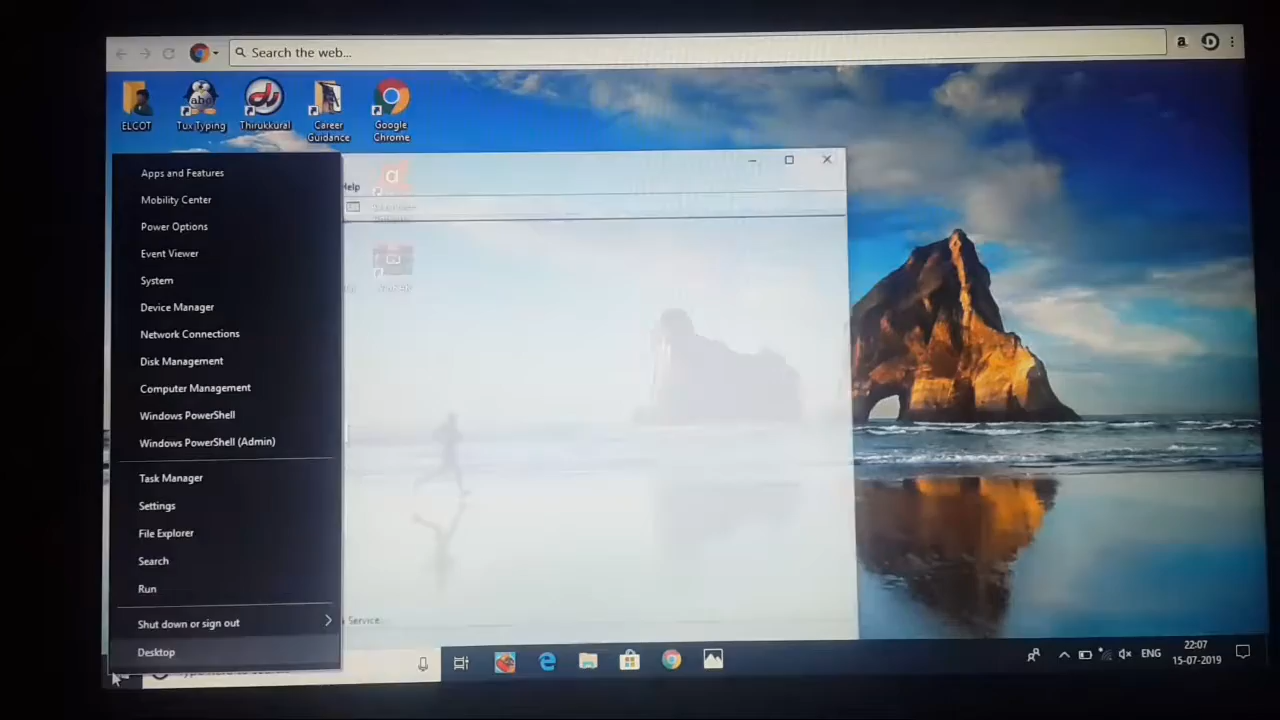 Search the web...
a
ELCOT
Tux Typing
Thirukkural
Career
Guidance
Google
Chrome
Help
Apps and Features
Mobility Center
Power Options
Event Viewer
System
Device Manager
Network Connections
Disk Management
Computer Management
Windows PowerShell
Windows PowerShell (Admin)
Task Manager
Settings
File Explorer
Search
Run
Shut down or sign out
Desktop
Service
ENG
22:07
15-07-2019